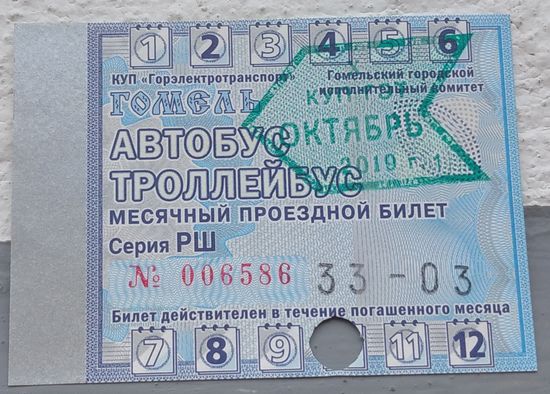 1 2 3 4 5 6
КУП «Горэлектротранспорт» Гомельский городской
исполнительный комитет
ГОМЕЛЬ
КУП
АВТОБУС
ОКТЯБРЬ
2019 г.
ТРОЛЛЕЙБУС
МЕСЯЧНЫЙ ПРОЕЗДНОЙ БИЛЕТ
Серия РШ
№ 006586 33-03
Билет действителен в течение погашенного месяца
7 8 9 11 12